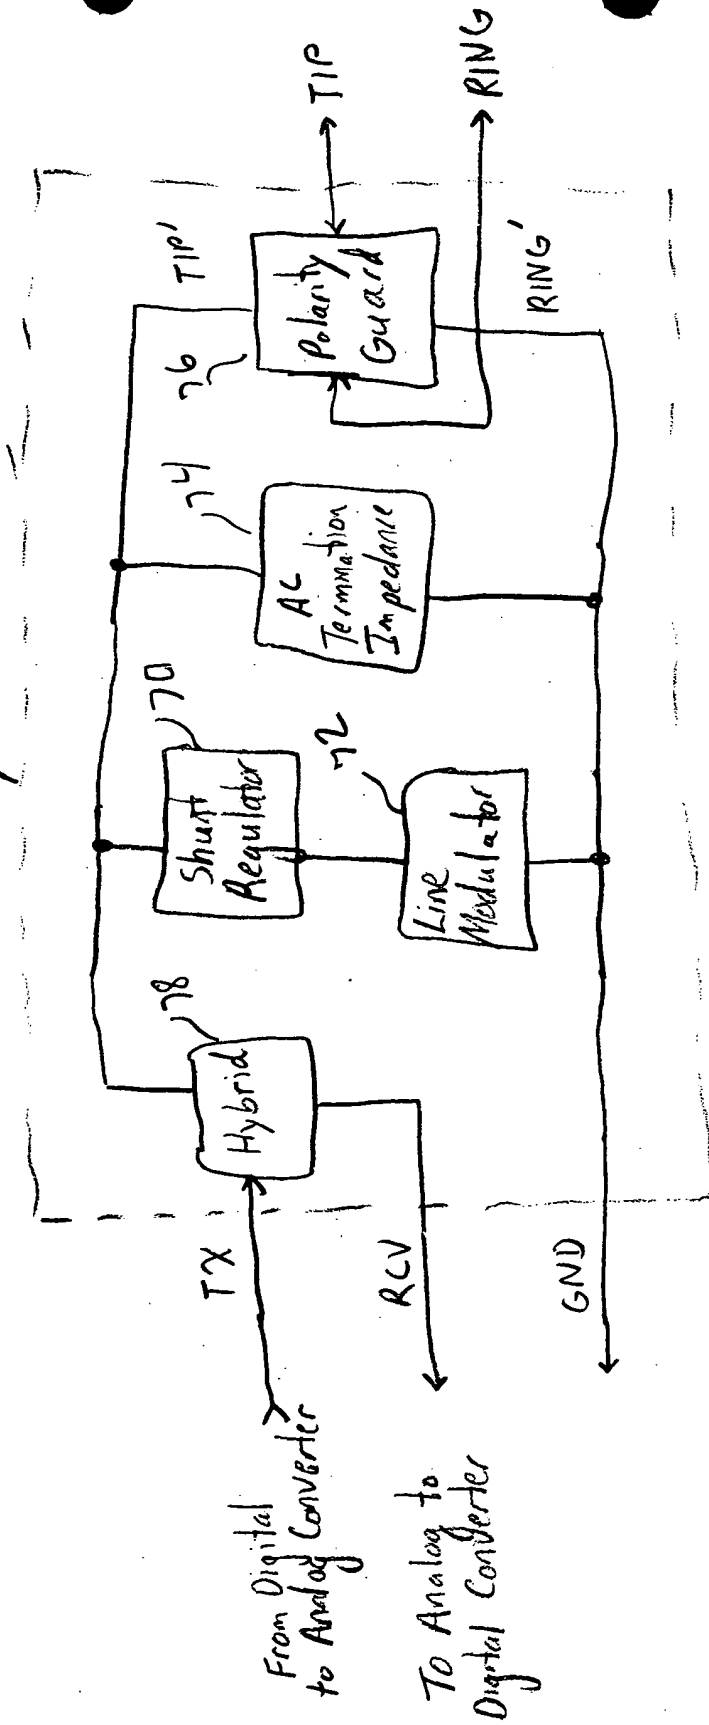 From Digital
to Analog Converter
TX
To Analog to
Digital Converter
RCV
GND
Hybrid
78
Shunt
Regulator
70
Line
Modulator
72
AC
Termination
Impedance
74
Polarity
Guard
76
TIP'
RING'
TIP
RING